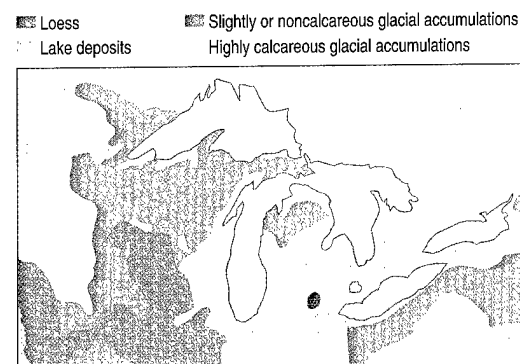 Loess
Slightly or noncalcareous glacial accumulations
Lake deposits
Highly calcareous glacial accumulations